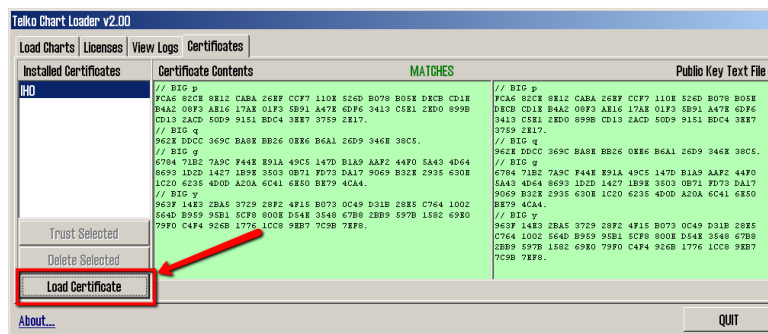 Telko Chart Loader v2.00
Load Charts Licenses View Logs Certificates
Installed Certificates
IHO
Trust Selected
Delete Selected
Load Certificate
About...
Certificate Contents MATCHES Public Key Text File
// BIG p
FCA6 82CE 8E12 CABA 26EF CCF7 110E 526D B078 B05E DECB CD1E
B4A2 08F3 AE16 17AE 01F3 5B91 A47E 6DF6 3413 C5E1 2ED0 899B
CD13 2ACD 50D9 9151 BDC4 3EE7 3759 2E17.
// BIG q
962E DDCC 369C BA8E BB26 0EE6 B6A1 26D9 346E 38C5.
// BIG g
6784 71B2 7A9C F44E E91A 49C5 147D B1A9 AAF2 44F0 5A43 4D64
8693 1D2D 1427 1B9E 3503 0B71 FD73 DA17 9069 B32E 2935 630E
1C20 6235 4D0D A20A 6C41 6E50 BE79 4CA4.
// BIG y
963F 14E3 2BA5 3729 28F2 4F15 B073 0C49 D31B 28E5 C764 1002
564D B959 95B1 5CF8 800E D54E 3548 67B8 2BB9 597B 1582 69E0
79F0 C4F4 926B 1776 1CC8 9EB7 7C9B 7EF8.
// BIG p
FCA6 82CE 8E12 CABA 26EF CCF7 110E 526D B078 B05E
DECB CD1E B4A2 08F3 AE16 17AE 01F3 5B91 A47E 6DF6
3413 C5E1 2ED0 899B CD13 2ACD 50D9 9151 BDC4 3EE7
3759 2E17.
// BIG q
962E DDCC 369C BA8E BB26 0EE6 B6A1 26D9 346E 38C5.
// BIG g
6784 71B2 7A9C F44E E91A 49C5 147D B1A9 AAF2 44F0
5A43 4D64 8693 1D2D 1427 1B9E 3503 0B71 FD73 DA17
9069 B32E 2935 630E 1C20 6235 4D0D A20A 6C41 6E50
BE79 4CA4.
// BIG y
963F 14E3 2BA5 3729 28F2 4F15 B073 0C49 D31B 28E5
C764 1002 564D B959 95B1 5CF8 800E D54E 3548 67B8
2BB9 597B 1582 69E0 79F0 C4F4 926B 1776 1CC8 9EB7
7C9B 7EF8.
QUIT